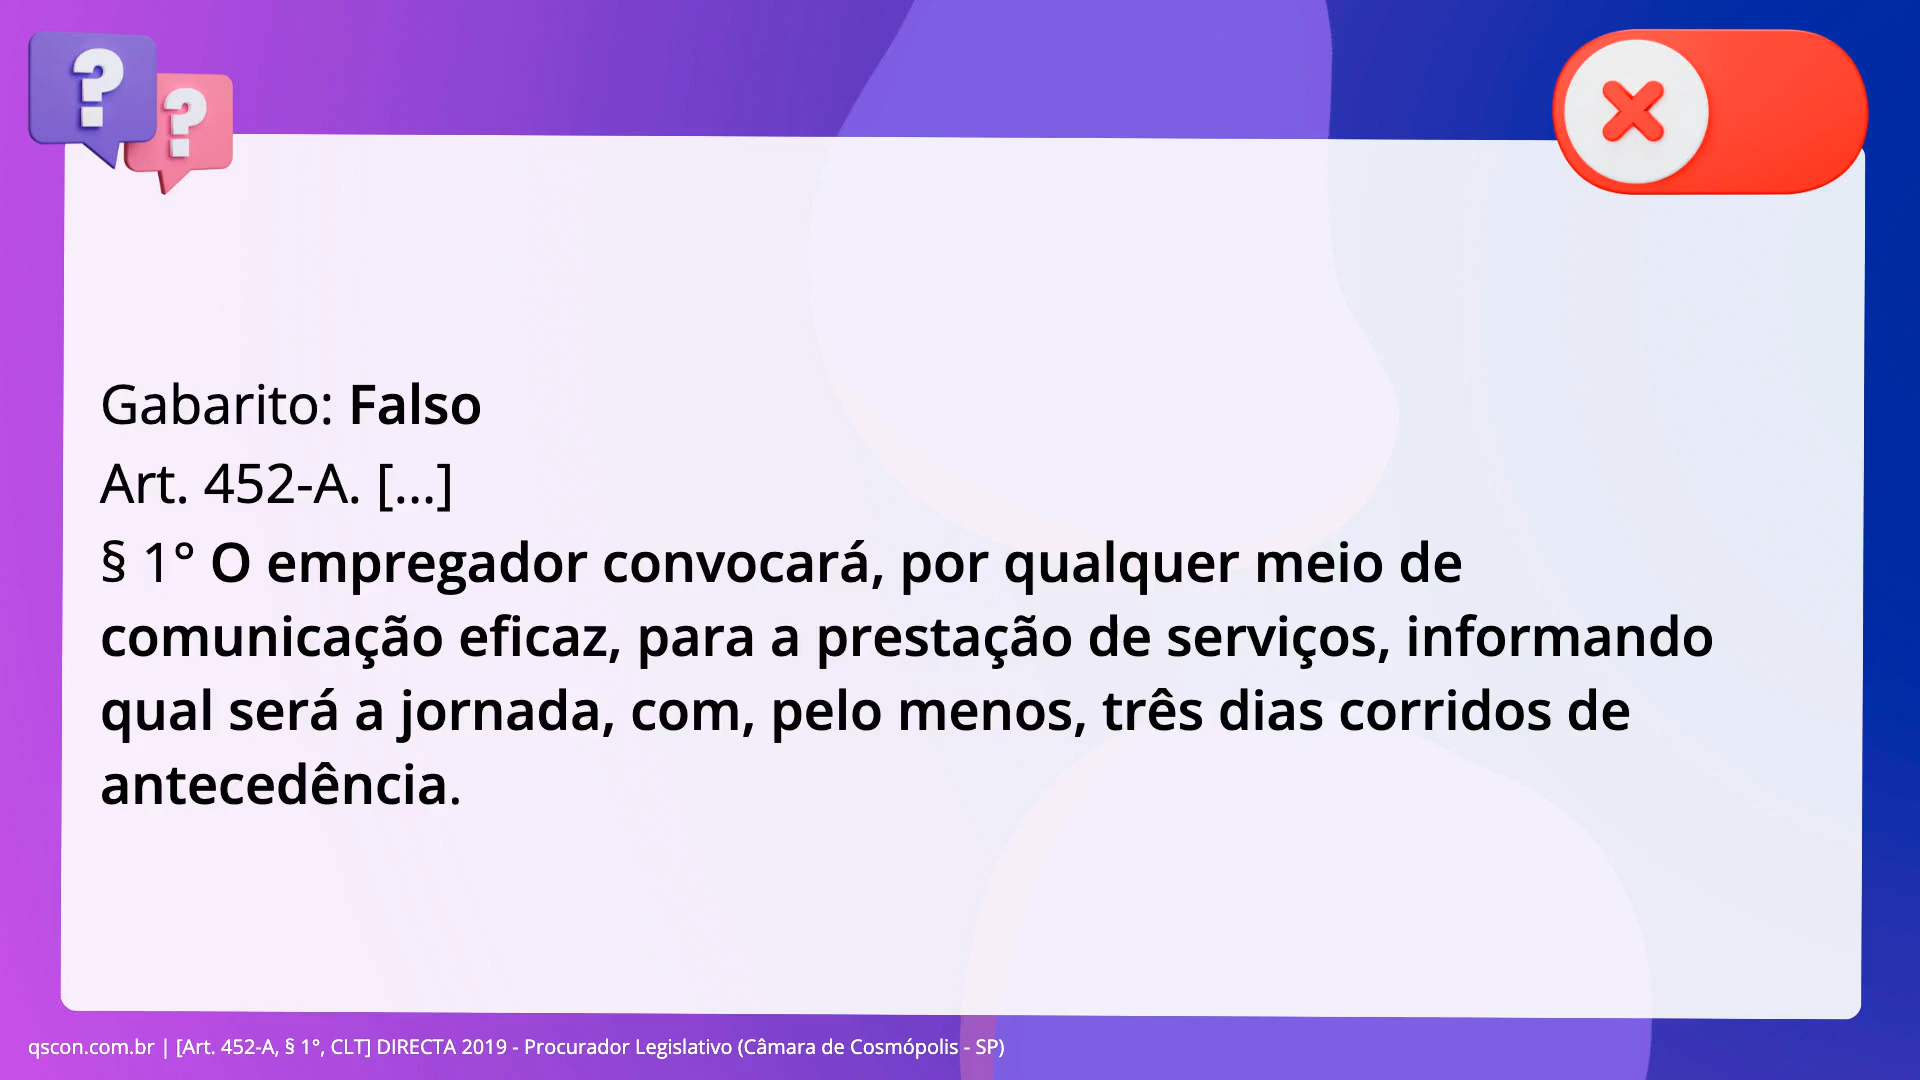 ? ?
Gabarito: Falso
Art. 452-A. [...]
§ 1° O empregador convocará, por qualquer meio de
comunicação eficaz, para a prestação de serviços, informando
qual será a jornada, com, pelo menos, três dias corridos de
antecedência.
qscon.com.br | [Art. 452-A, § 1°, CLT] DIRECTA 2019 - Procurador Legislativo (Câmara de Cosmópolis - SP)